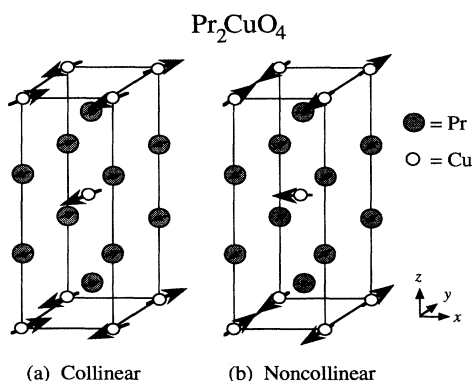 Pr₂CuO₄
= Pr
= Cu
z
y
x
(a) Collinear
(b) Noncollinear